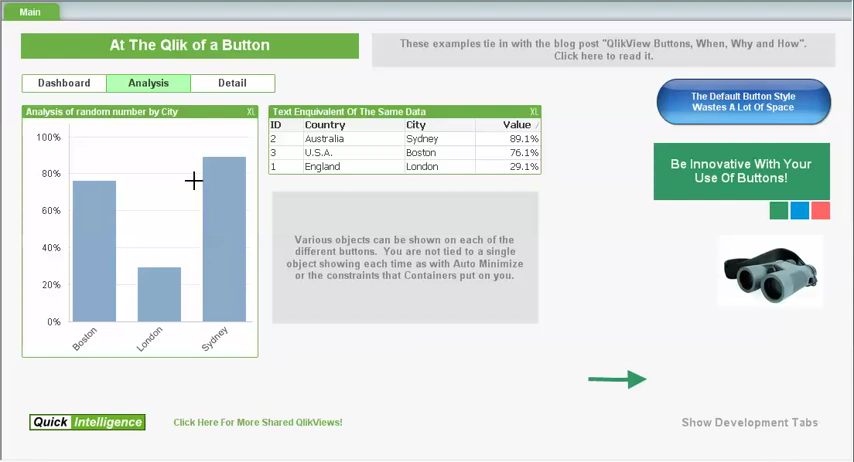 Main
At The Qlik of a Button
These examples tie in with the blog post "QlikView Buttons, When, Why and How".
Click here to read it.
Dashboard
Analysis
Detail
The Default Button Style
Wastes A Lot Of Space
Analysis of random number by City XL
100%
80%
60%
40%
20%
0%
Boston
London
Sydney
Text Enquivalent Of The Same Data XL
ID Country City Value
2 Australia Sydney 89.1%
3 U.S.A. Boston 76.1%
1 England London 29.1%
Be Innovative With Your
Use Of Buttons!
Various objects can be shown on each of the
different buttons. You are not tied to a single
object showing each time as with Auto Minimize
or the constraints that Containers put on you.
Quick Intelligence
Click Here For More Shared QlikViews!
Show Development Tabs